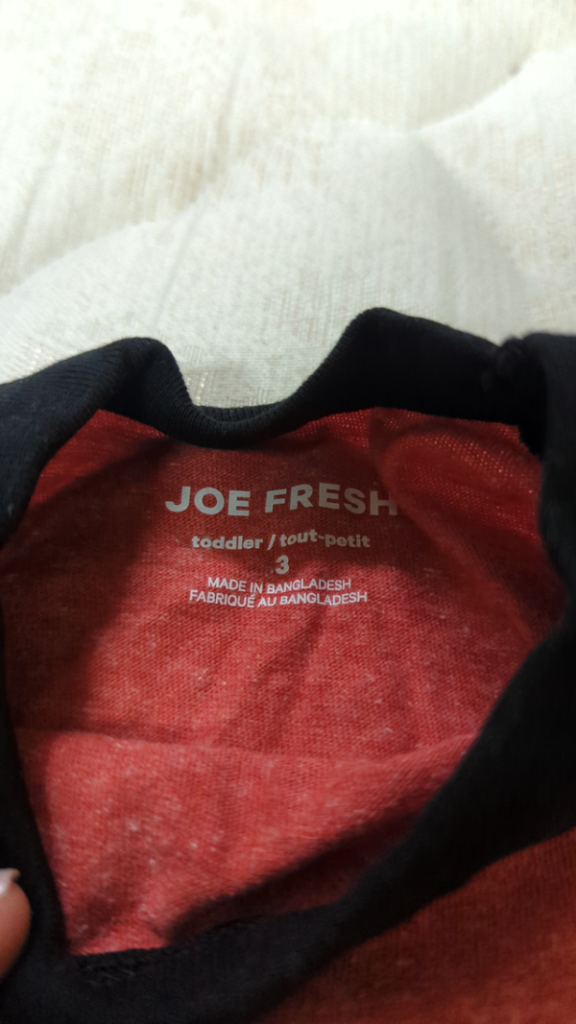 JOE FRESH
toddler / tout-petit
3
MADE IN BANGLADESH
FABRIQUÉ AU BANGLADESH